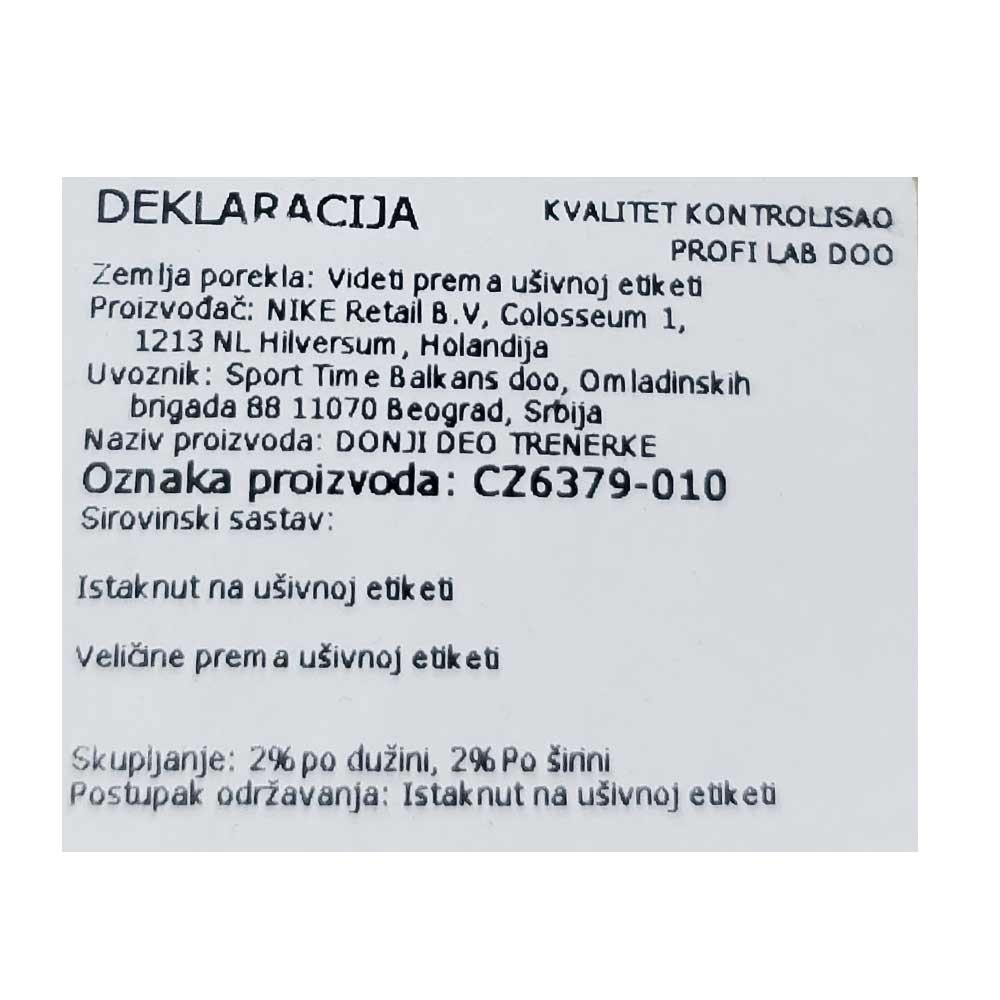 DEKLARACIJA
KVALITET KONTROLISAO
PROFI LAB DOO
Zemlja porekla: Videti prema ušivnoj etiketi
Proizvođač: NIKE Retail B.V, Colosseum 1,
1213 NL Hilversum, Holandija
Uvoznik: Sport Time Balkans doo, Omladinskih
brigada 88 11070 Beograd, Srbija
Naziv proizvoda: DONJI DEO TRENERKE
Oznaka proizvoda: CZ6379-010
Sirovinski sastav:
Istaknut na ušivnoj etiketi
Veličine prema ušivnoj etiketi
Skupljanje: 2% po dužini, 2% Po širini
Postupak održavanja: Istaknut na ušivnoj etiketi